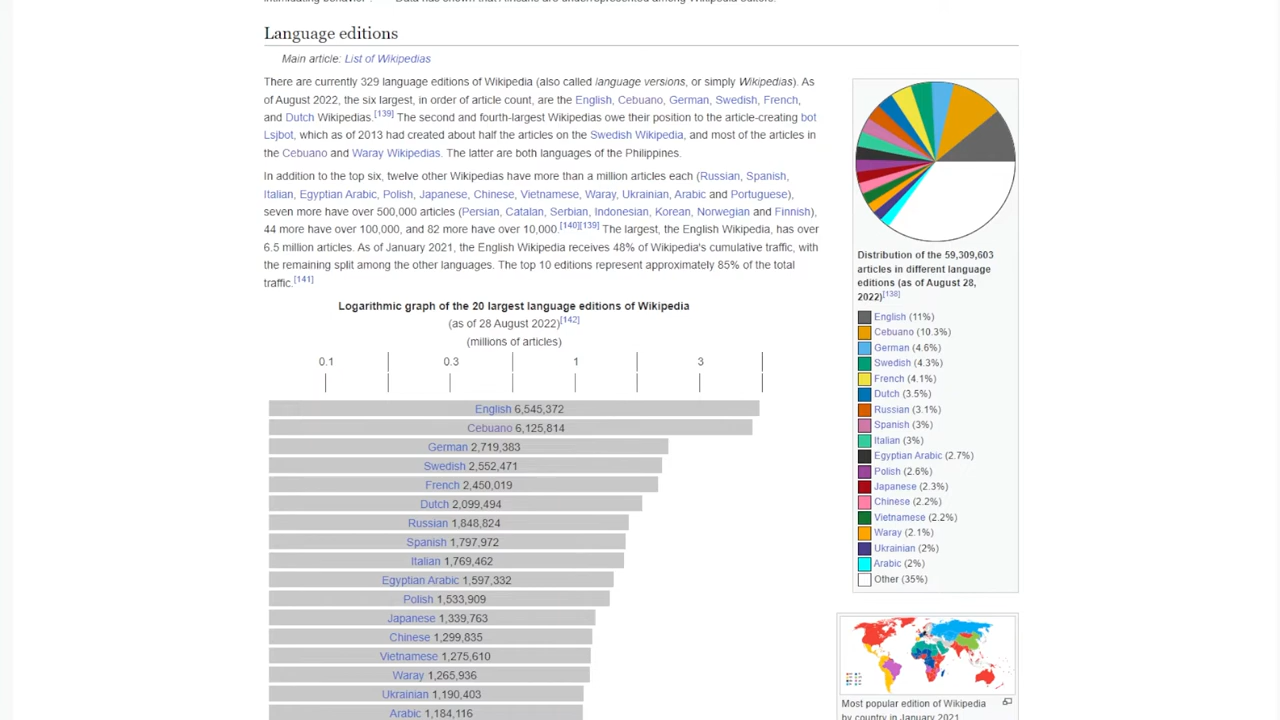 intimidating behavior Data has shown that Africans are underrepresented among Wikipedia editors.
Language editions
Main article: List of Wikipedias
There are currently 329 language editions of Wikipedia (also called language versions, or simply Wikipedias). As
of August 2022, the six largest, in order of article count, are the English, Cebuano, German, Swedish, French,
and Dutch Wikipedias.[139] The second and fourth-largest Wikipedias owe their position to the article-creating bot
Lsjbot, which as of 2013 had created about half the articles on the Swedish Wikipedia, and most of the articles in
the Cebuano and Waray Wikipedias. The latter are both languages of the Philippines.
In addition to the top six, twelve other Wikipedias have more than a million articles each (Russian, Spanish,
Italian, Egyptian Arabic, Polish, Japanese, Chinese, Vietnamese, Waray, Ukrainian, Arabic and Portuguese),
seven more have over 500,000 articles (Persian, Catalan, Serbian, Indonesian, Korean, Norwegian and Finnish),
44 more have over 100,000, and 82 more have over 10,000.[140][139] The largest, the English Wikipedia, has over
6.5 million articles. As of January 2021, the English Wikipedia receives 48% of Wikipedia's cumulative traffic, with
the remaining split among the other languages. The top 10 editions represent approximately 85% of the total
traffic.[141]
Logarithmic graph of the 20 largest language editions of Wikipedia
(as of 28 August 2022)[142]
(millions of articles)
0.1 0.3 1 3
English 6,545,372
Cebuano 6,125,814
German 2,719,383
Swedish 2,552,471
French 2,450,019
Dutch 2,099,494
Russian 1,848,824
Spanish 1,797,972
Italian 1,769,462
Egyptian Arabic 1,597,332
Polish 1,533,909
Japanese 1,339,763
Chinese 1,299,835
Vietnamese 1,275,610
Waray 1,265,936
Ukrainian 1,190,403
Arabic 1,184,116
Distribution of the 59,309,603
articles in different language
editions (as of August 28,
2022)[138]
English (11%)
Cebuano (10.3%)
German (4.6%)
Swedish (4.3%)
French (4.1%)
Dutch (3.5%)
Russian (3.1%)
Spanish (3%)
Italian (3%)
Egyptian Arabic (2.7%)
Polish (2.6%)
Japanese (2.3%)
Chinese (2.2%)
Vietnamese (2.2%)
Waray (2.1%)
Ukrainian (2%)
Arabic (2%)
Other (35%)
Most popular edition of Wikipedia
by country in January 2021